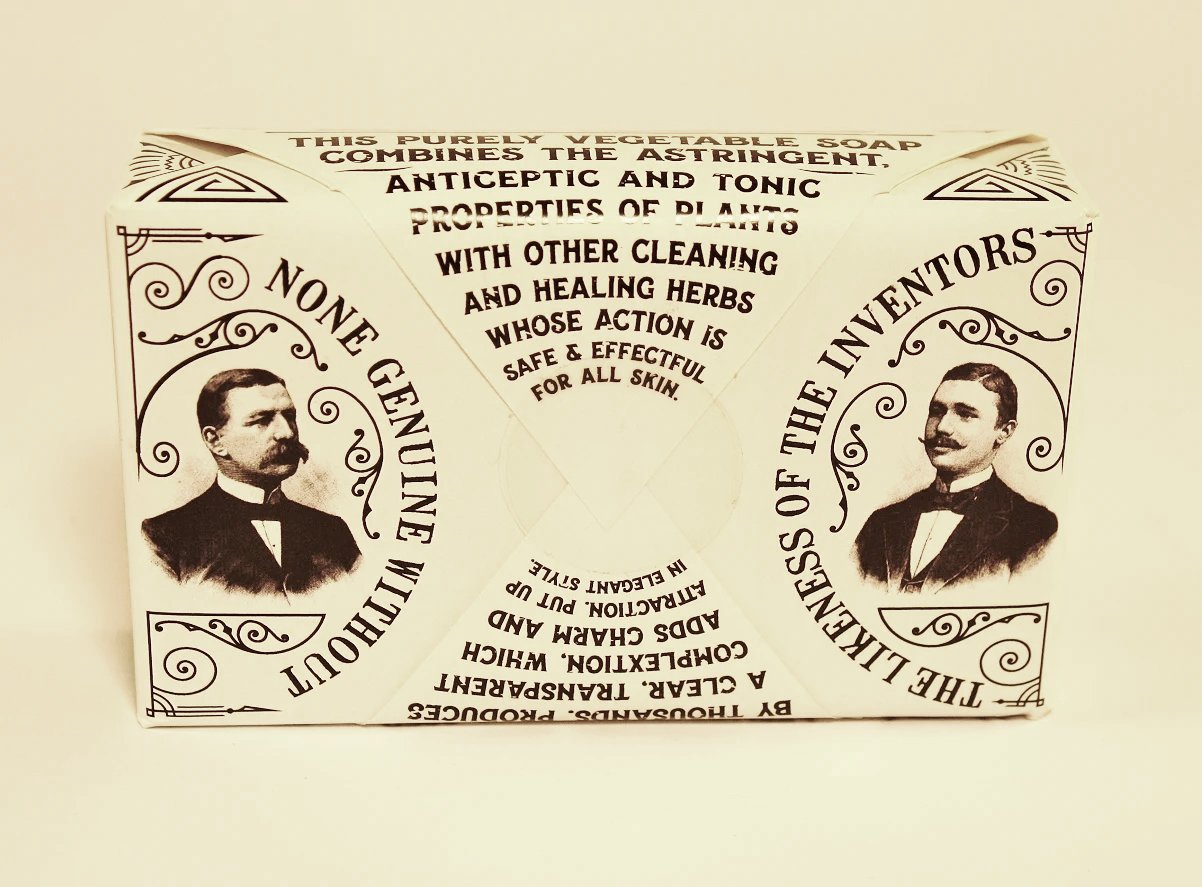 THIS PURELY VEGETABLE SOAP
COMBINES THE ASTRINGENT,
ANTICEPTIC AND TONIC
PROPERTIES OF PLANTS
WITH OTHER CLEANING
AND HEALING HERBS
WHOSE ACTION IS
SAFE & EFFECTFUL
FOR ALL SKIN.
NONE GENUINE WITHOUT
THE LIKENESS OF THE INVENTORS
BY THOUSANDS, PRODUCES
A CLEAR, TRANSPARENT
COMPLEXTION, WHICH
ADDS CHARM AND
ATTRACTION, PUT UP
IN ELEGANT STYLE.